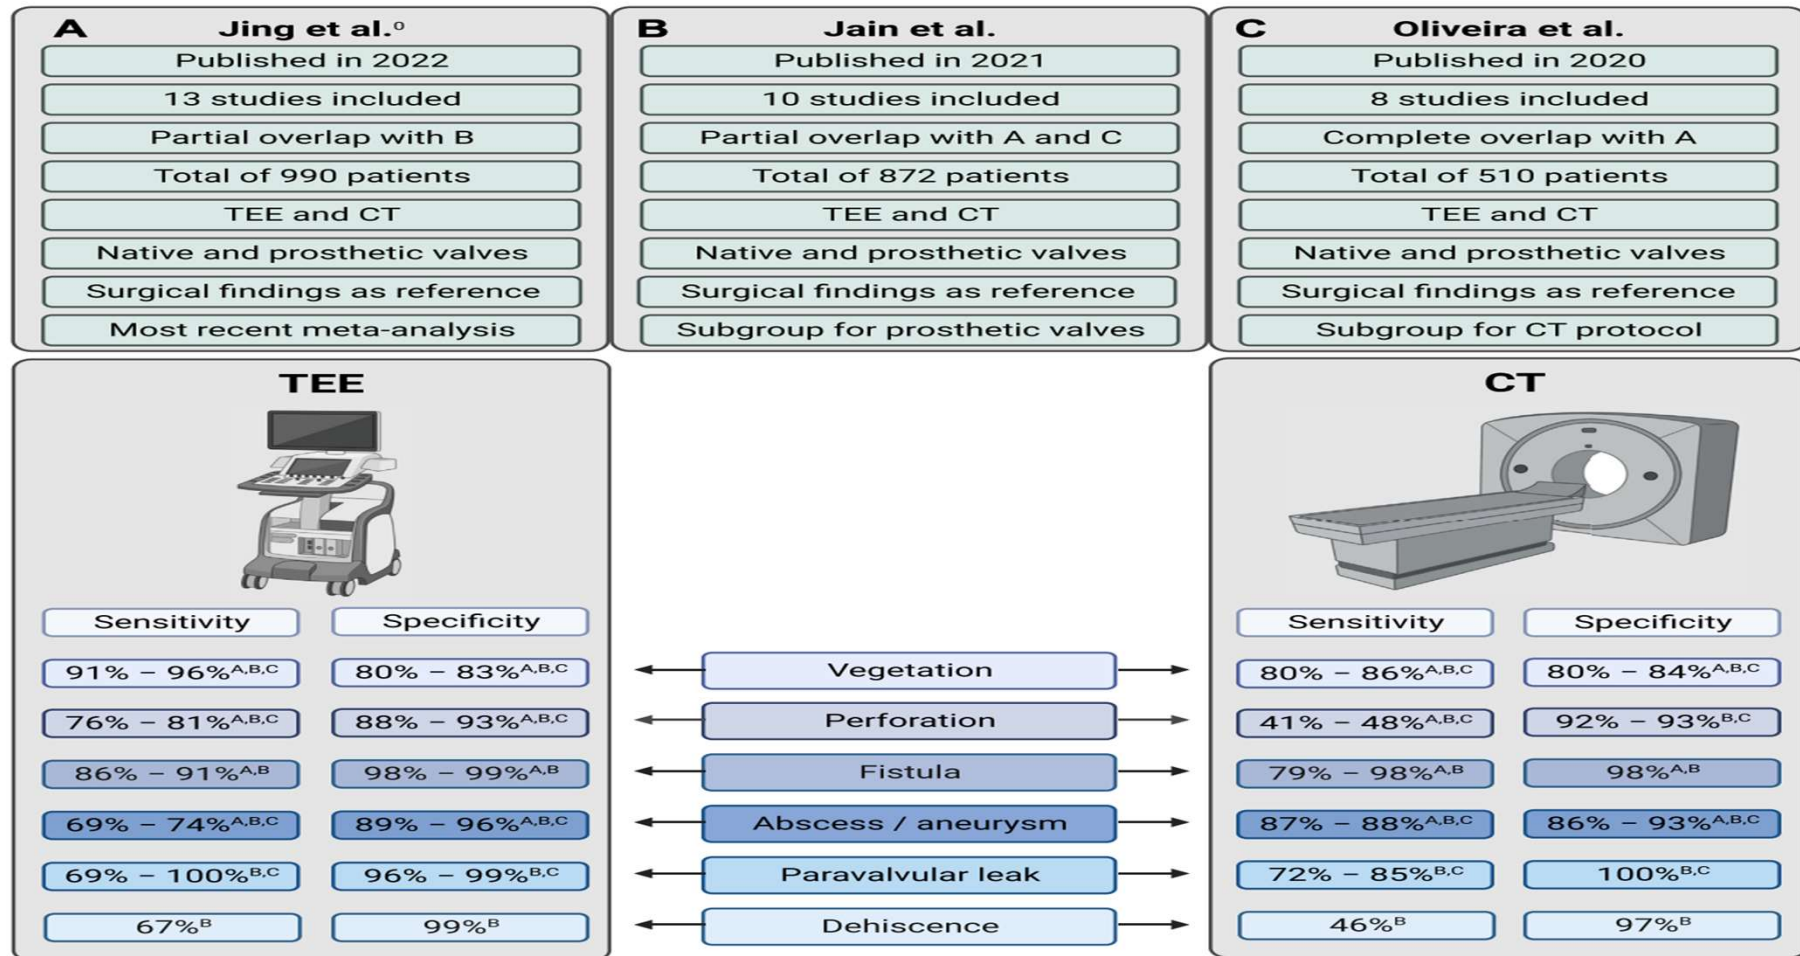 A Jing et al.⁰
Published in 2022
13 studies included
Partial overlap with B
Total of 990 patients
TEE and CT
Native and prosthetic valves
Surgical findings as reference
Most recent meta-analysis
B Jain et al.
Published in 2021
10 studies included
Partial overlap with A and C
Total of 872 patients
TEE and CT
Native and prosthetic valves
Surgical findings as reference
Subgroup for prosthetic valves
C Oliveira et al.
Published in 2020
8 studies included
Complete overlap with A
Total of 510 patients
TEE and CT
Native and prosthetic valves
Surgical findings as reference
Subgroup for CT protocol
TEE
CT
Sensitivity Specificity Sensitivity Specificity
91% – 96%A,B,C 80% – 83%A,B,C Vegetation 80% – 86%A,B,C 80% – 84%A,B,C
76% – 81%A,B,C 88% – 93%A,B,C Perforation 41% – 48%A,B,C 92% – 93%B,C
86% – 91%A,B 98% – 99%A,B Fistula 79% – 98%A,B 98%A,B
69% – 74%A,B,C 89% – 96%A,B,C Abscess / aneurysm 87% – 88%A,B,C 86% – 93%A,B,C
69% – 100%B,C 96% – 99%B,C Paravalvular leak 72% – 85%B,C 100%B,C
67%B 99%B Dehiscence 46%B 97%B